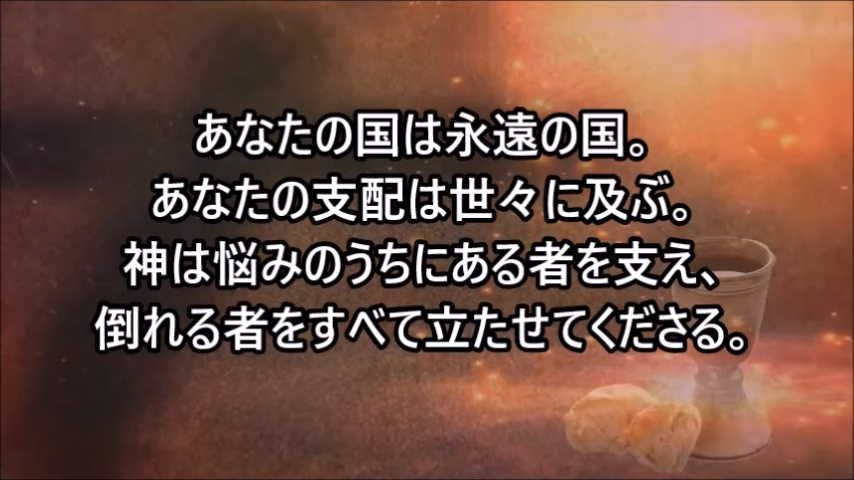 あなたの国は永遠の国。
あなたの支配は世々に及ぶ。
神は悩みのうちにある者を支え、
倒れる者をすべて立たせてくださる。